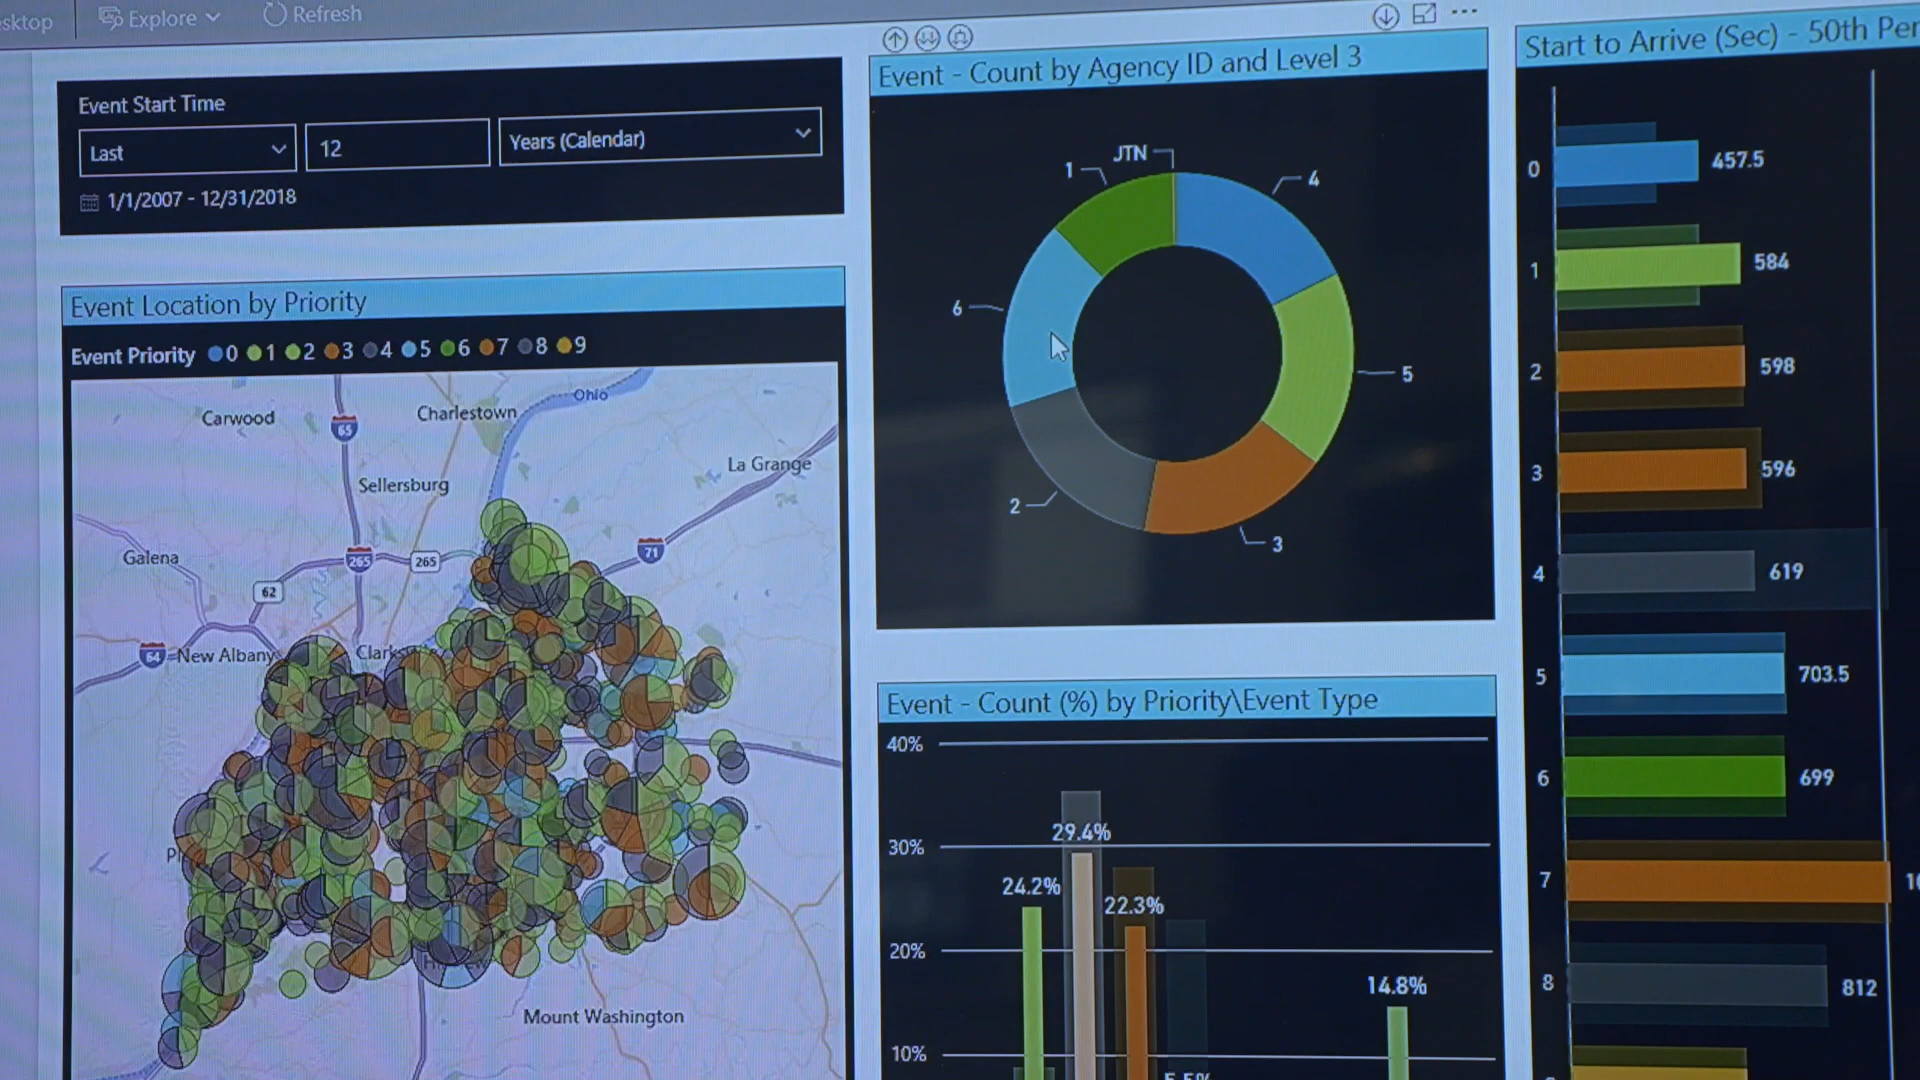 Explore
Refresh
Event Start Time
Last
12
Years (Calendar)
1/1/2007 - 12/31/2018
Event Location by Priority
Event Priority 0 1 2 3 4 5 6 7 8 9
Ohio
Carwood
65
Charlestown
La Grange
Sellersburg
Galena
265
265
71
62
64
New Albany
Mount Washington
Event - Count by Agency ID and Level 3
JTN
1
4
6
5
2
3
Event - Count (%) by Priority\Event Type
40%
30%
20%
10%
24.2%
29.4%
22.3%
14.8%
Start to Arrive (Sec) - 50th
0 457.5
1 584
2 598
3 596
4 619
5 703.5
6 699
7
8 812